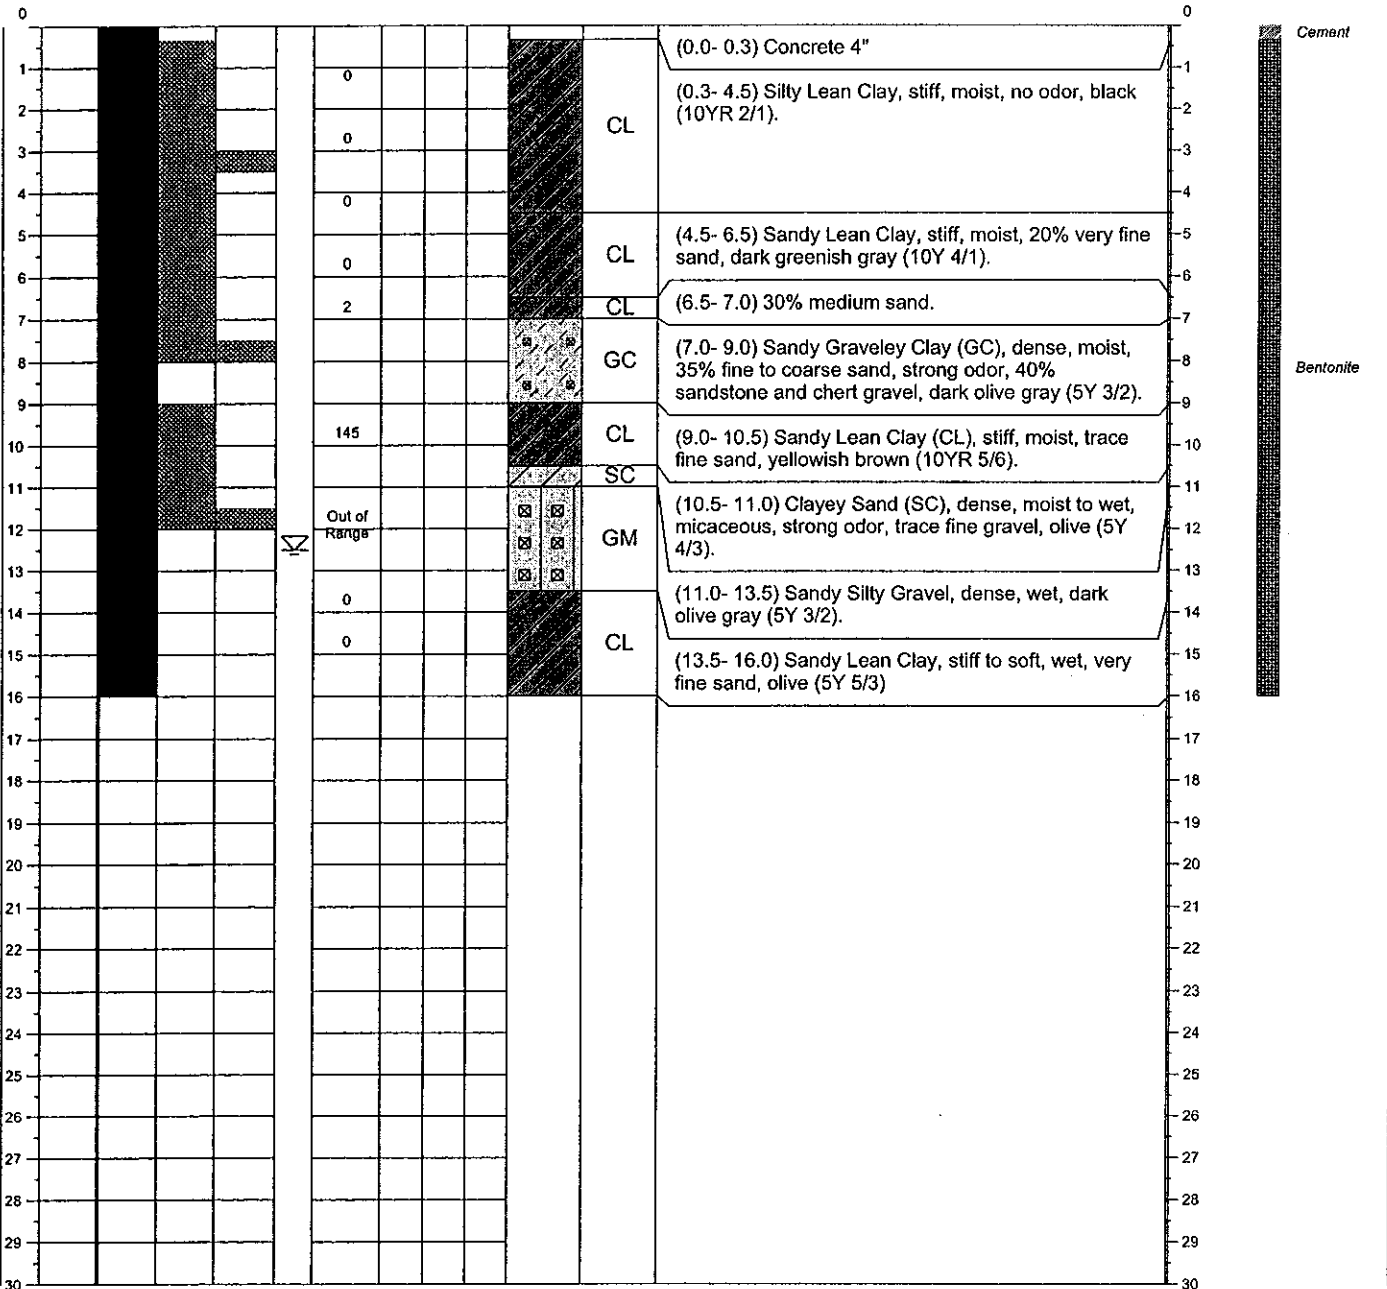 0
0
Cement
(0.0- 0.3) Concrete 4"
1
0
1
(0.3- 4.5) Silty Lean Clay, stiff, moist, no odor, black
(10YR 2/1).
2
CL
2
0
3
3
4
0
4
5
(4.5- 6.5) Sandy Lean Clay, stiff, moist, 20% very fine
sand, dark greenish gray (10Y 4/1).
5
CL
0
6
6
2
CL
(6.5- 7.0) 30% medium sand.
7
7
(7.0- 9.0) Sandy Graveley Clay (GC), dense, moist,
35% fine to coarse sand, strong odor, 40%
sandstone and chert gravel, dark olive gray (5Y 3/2).
8
GC
8
Bentonite
9
9
145
CL
(9.0- 10.5) Sandy Lean Clay (CL), stiff, moist, trace
fine sand, yellowish brown (10YR 5/6).
10
10
SC
11
11
(10.5- 11.0) Clayey Sand (SC), dense, moist to wet,
micaceous, strong odor, trace fine gravel, olive (5Y
4/3).
Out of
Range
12
GM
12
13
13
0
(11.0- 13.5) Sandy Silty Gravel, dense, wet, dark
olive gray (5Y 3/2).
14
14
0
CL
15
15
(13.5- 16.0) Sandy Lean Clay, stiff to soft, wet, very
fine sand, olive (5Y 5/3)
16
16
17
17
18
18
19
19
20
20
21
21
22
22
23
23
24
24
25
25
26
26
27
27
28
28
29
29
30
30